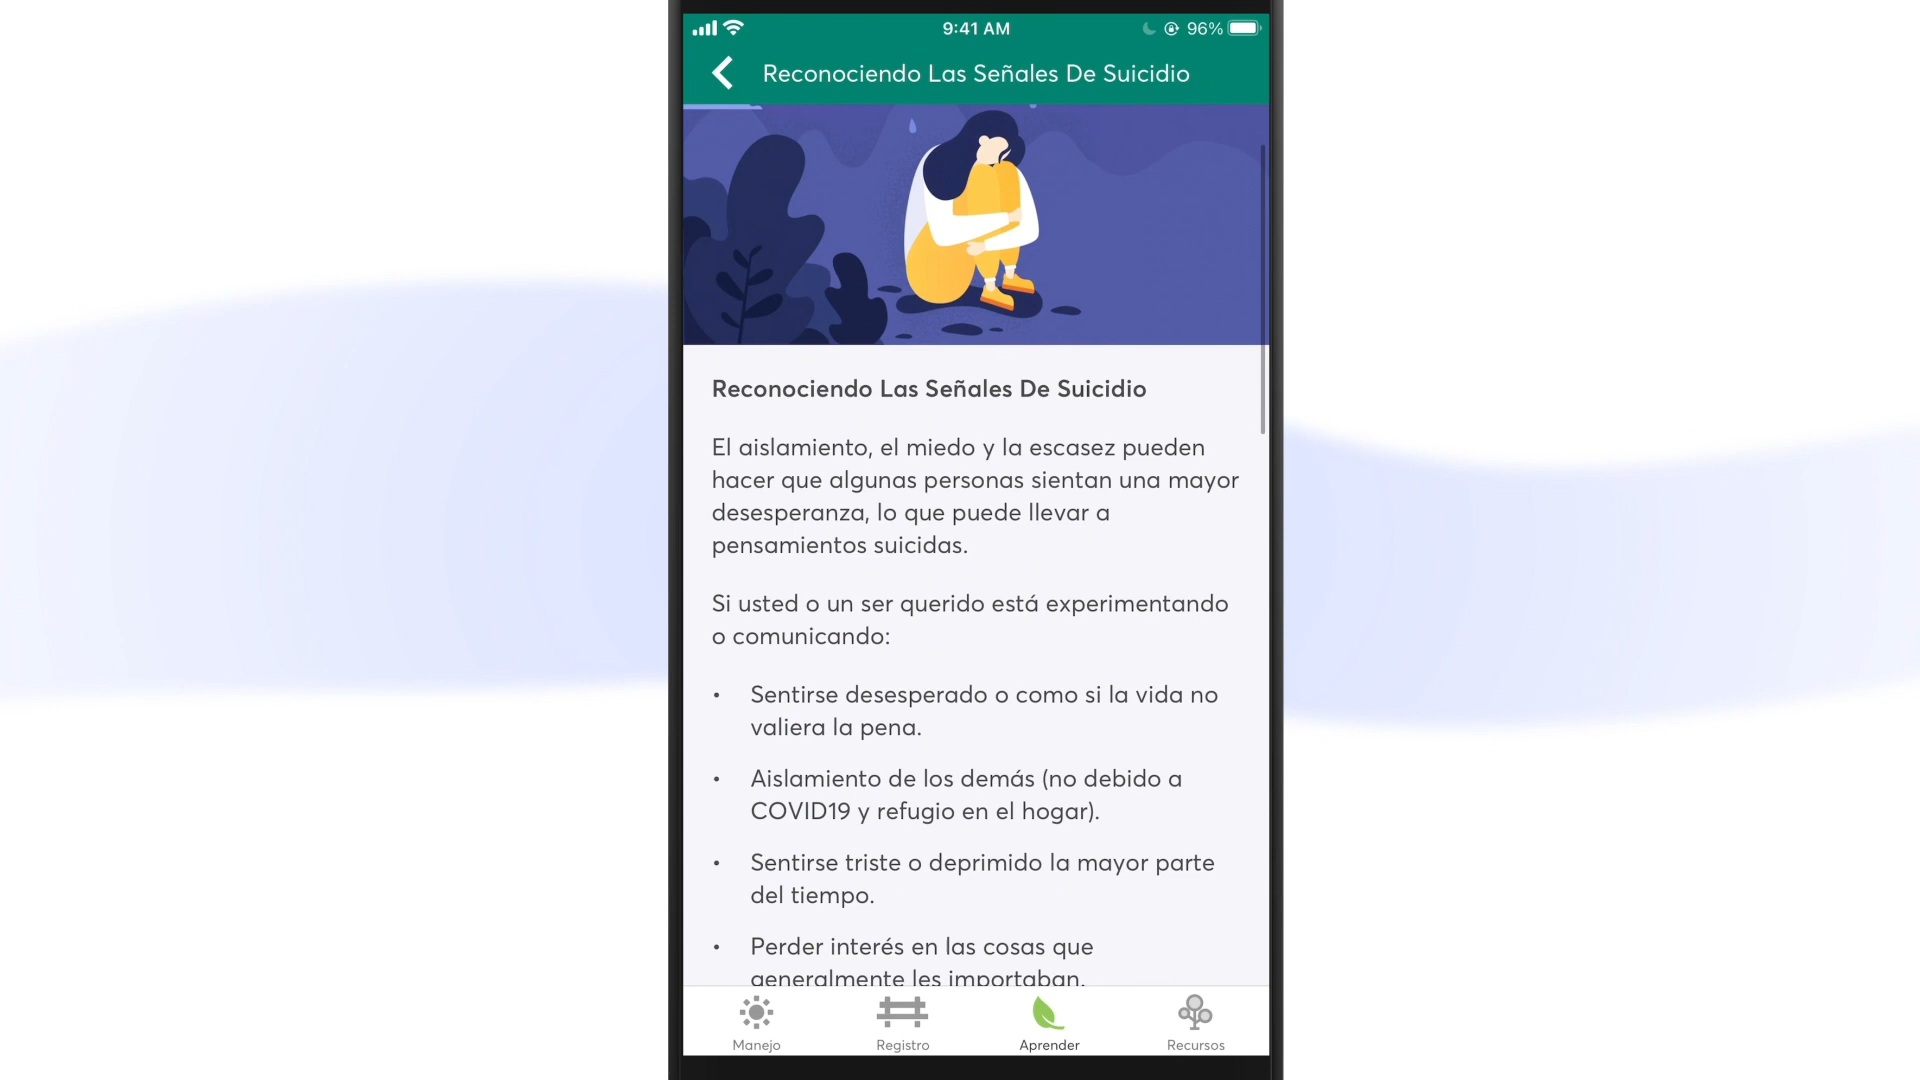 9:41 AM
96%
Reconociendo Las Señales De Suicidio
Reconociendo Las Señales De Suicidio
El aislamiento, el miedo y la escasez pueden
hacer que algunas personas sientan una mayor
desesperanza, lo que puede llevar a
pensamientos suicidas.
Si usted o un ser querido está experimentando
o comunicando:
• Sentirse desesperado o como si la vida no
valiera la pena.
• Aislamiento de los demás (no debido a
COVID19 y refugio en el hogar).
• Sentirse triste o deprimido la mayor parte
del tiempo.
• Perder interés en las cosas que
generalmente les importaban.
Manejo
Registro
Aprender
Recursos